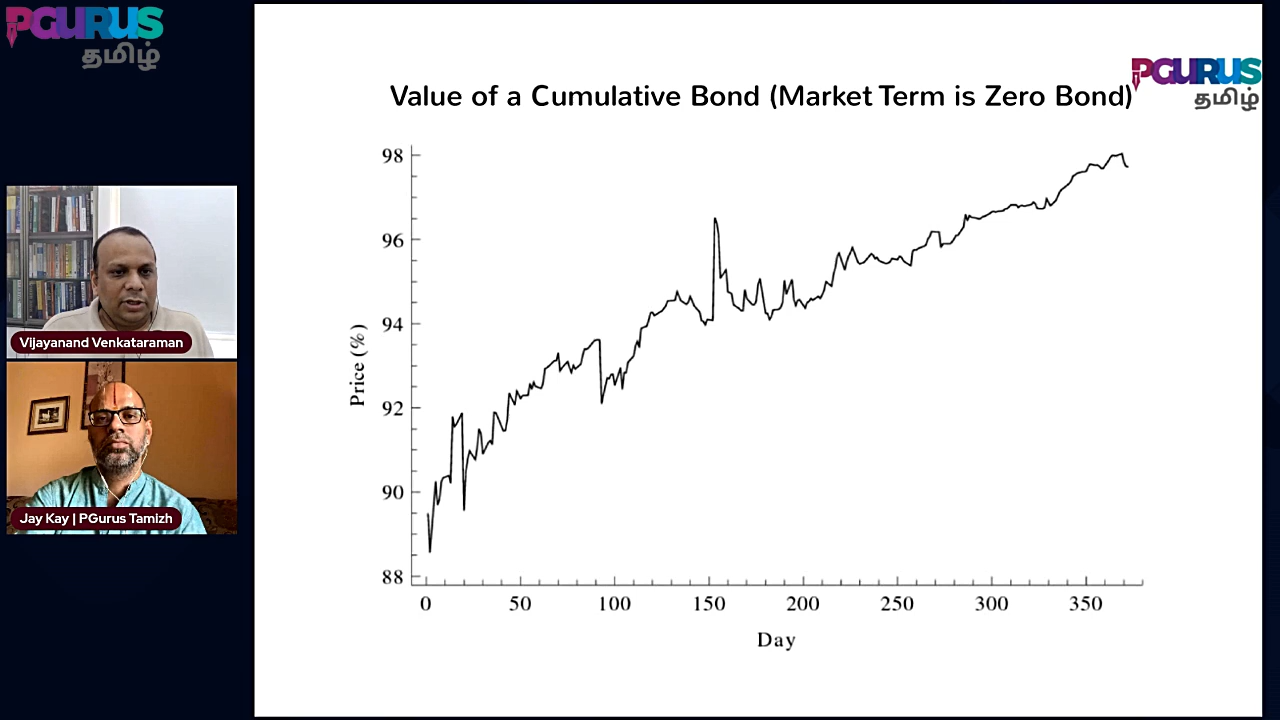 PGURUS
தமிழ்
Value of a Cumulative Bond (Market Term is Zero Bond)
PGURUS
தமிழ்
98
96
94
92
90
88
Price (%)
0 50 100 150 200 250 300 350
Day
Vijayanand Venkataraman
Jay Kay | PGurus Tamizh